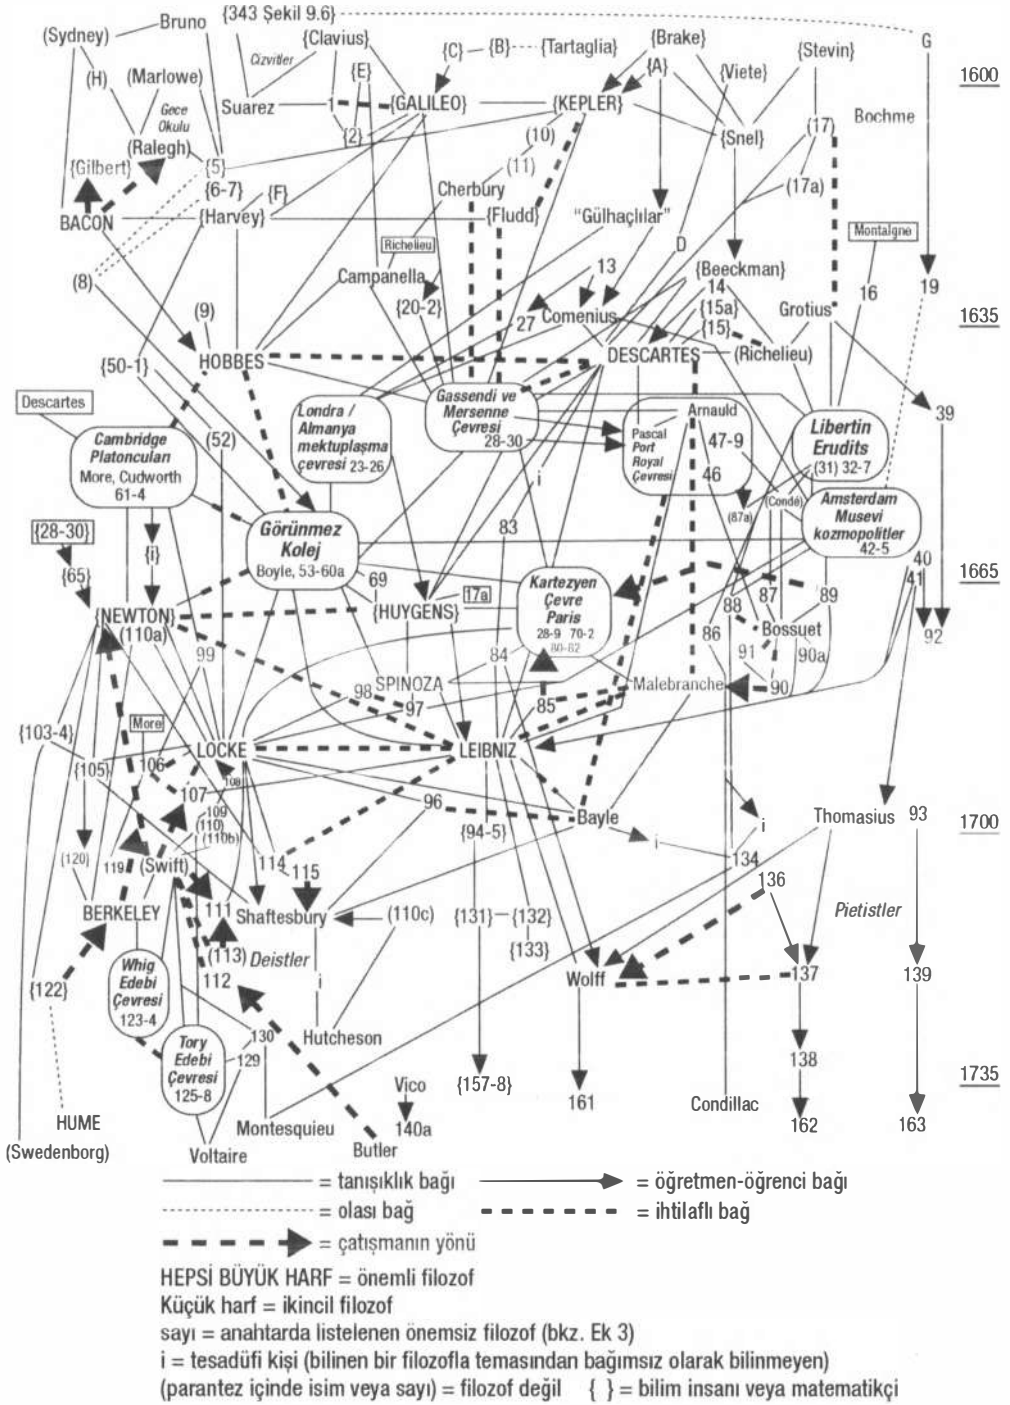 {343 Şekil 9.6}
Bruno
(Sydney)
{Clavius}
{C}
{B}
{Tartaglia}
{Brake}
{Stevin}
G
Cizvitler
(H)
(Marlowe)
{E}
{A}
{Viete}
1600
Gece
Okulu
Suarez
1
{GALILEO}
{KEPLER}
Bochme
{2}
(10)
{Snel}
(17)
(Ralegh)
{Gilbert}
{5}
(11)
{6-7}
{F}
Cherbury
(17a)
BACON
{Harvey}
{Fludd}
"Gülhaçlılar"
Richelieu
D
Montaigne
(8)
Campanella
13
{Beeckman}
14
16
19
(9)
{20-2}
27
Comenius
{15a}
{15}
Grotius
1635
HOBBES
DESCARTES
(Richelieu)
{50-1}
Descartes
Gassendi ve
Mersenne
Çevresi
28-30
Londra /
Almanya
mektuplaşma
çevresi 23-26
Arnauld
Pascal
Port
Royal
Çevresi
47-9
46
Libertin
Erudits
(31) 32-7
39
Cambridge
Platoncuları
More, Cudworth
61-4
(52)
i
(87a)
(Condé)
Amsterdam
Musevi
kozmopolitler
42-5
{28-30}
{i}
Görünmez
Kolej
Boyle, 53-60a
83
40
41
{65}
69
17a
Kartezyen
Çevre
Paris
28-9 70-2
80-82
1665
{NEWTON}
(110a)
{HUYGENS}
88
87
89
86
Bossuet
92
99
84
91
90a
98
SPINOZA
97
85
Malebranche
90
{103-4}
More
LOCKE
LEIBNIZ
{105}
106
108
107
96
109
(110)
(110b)
{94-5}
Bayle
i
i
Thomasius
93
1700
(120)
119
(Swift)
114
115
134
136
BERKELEY
111
Shaftesbury
(110c)
{131}
{132}
Pietistler
(113)
Deistler
{133}
112
Wolff
137
139
{122}
Whig
Edebi
Çevresi
123-4
i
130
Hutcheson
Tory
Edebi
Çevresi
125-8
129
138
1735
Vico
{157-8}
161
Condillac
HUME
Montesquieu
140a
162
163
(Swedenborg)
Voltaire
Butler
= tanışıklık bağı
= öğretmen-öğrenci bağı
= olası bağ
= ihtilaflı bağ
= çatışmanın yönü
HEPSİ BÜYÜK HARF = önemli filozof
Küçük harf = ikincil filozof
sayı = anahtarda listelenen önemsiz filozof (bkz. Ek 3)
i = tesadüfi kişi (bilinen bir filozofla temasından bağımsız olarak bilinmeyen)
(parantez içinde isim veya sayı) = filozof değil { } = bilim insanı veya matematikçi